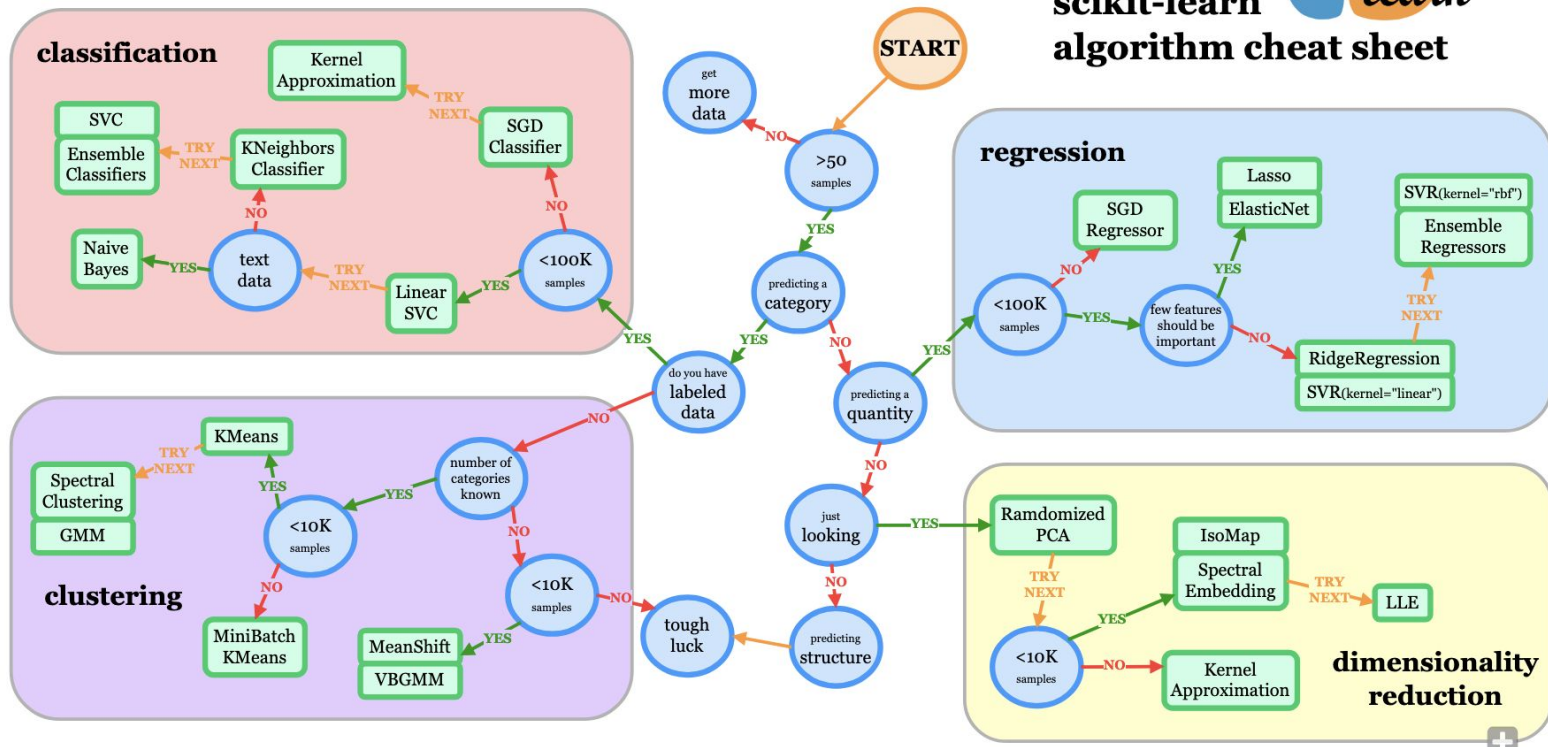 scikit-learn
learn
algorithm cheat sheet
START
get
more
data
NO
>50
samples
YES
predicting a
category
YES
NO
do you have
labeled
data
YES
NO
predicting a
quantity
YES
NO
just
looking
YES
NO
predicting
structure
tough
luck
classification
Kernel
Approximation
TRY
NEXT
SGD
Classifier
NO
<100K
samples
YES
Linear
SVC
TRY
NEXT
text
data
YES
Naive
Bayes
NO
KNeighbors
Classifier
TRY
NEXT
SVC
Ensemble
Classifiers
regression
<100K
samples
NO
SGD
Regressor
YES
few features
should be
important
YES
Lasso
ElasticNet
NO
RidgeRegression
SVR(kernel="linear")
TRY
NEXT
SVR(kernel="rbf")
Ensemble
Regressors
clustering
number of
categories
known
YES
<10K
samples
YES
KMeans
TRY
NEXT
Spectral
Clustering
GMM
NO
MiniBatch
KMeans
NO
<10K
samples
YES
MeanShift
VBGMM
NO
dimensionality
reduction
Ramdomized
PCA
TRY
NEXT
<10K
samples
YES
IsoMap
Spectral
Embedding
TRY
NEXT
LLE
NO
Kernel
Approximation